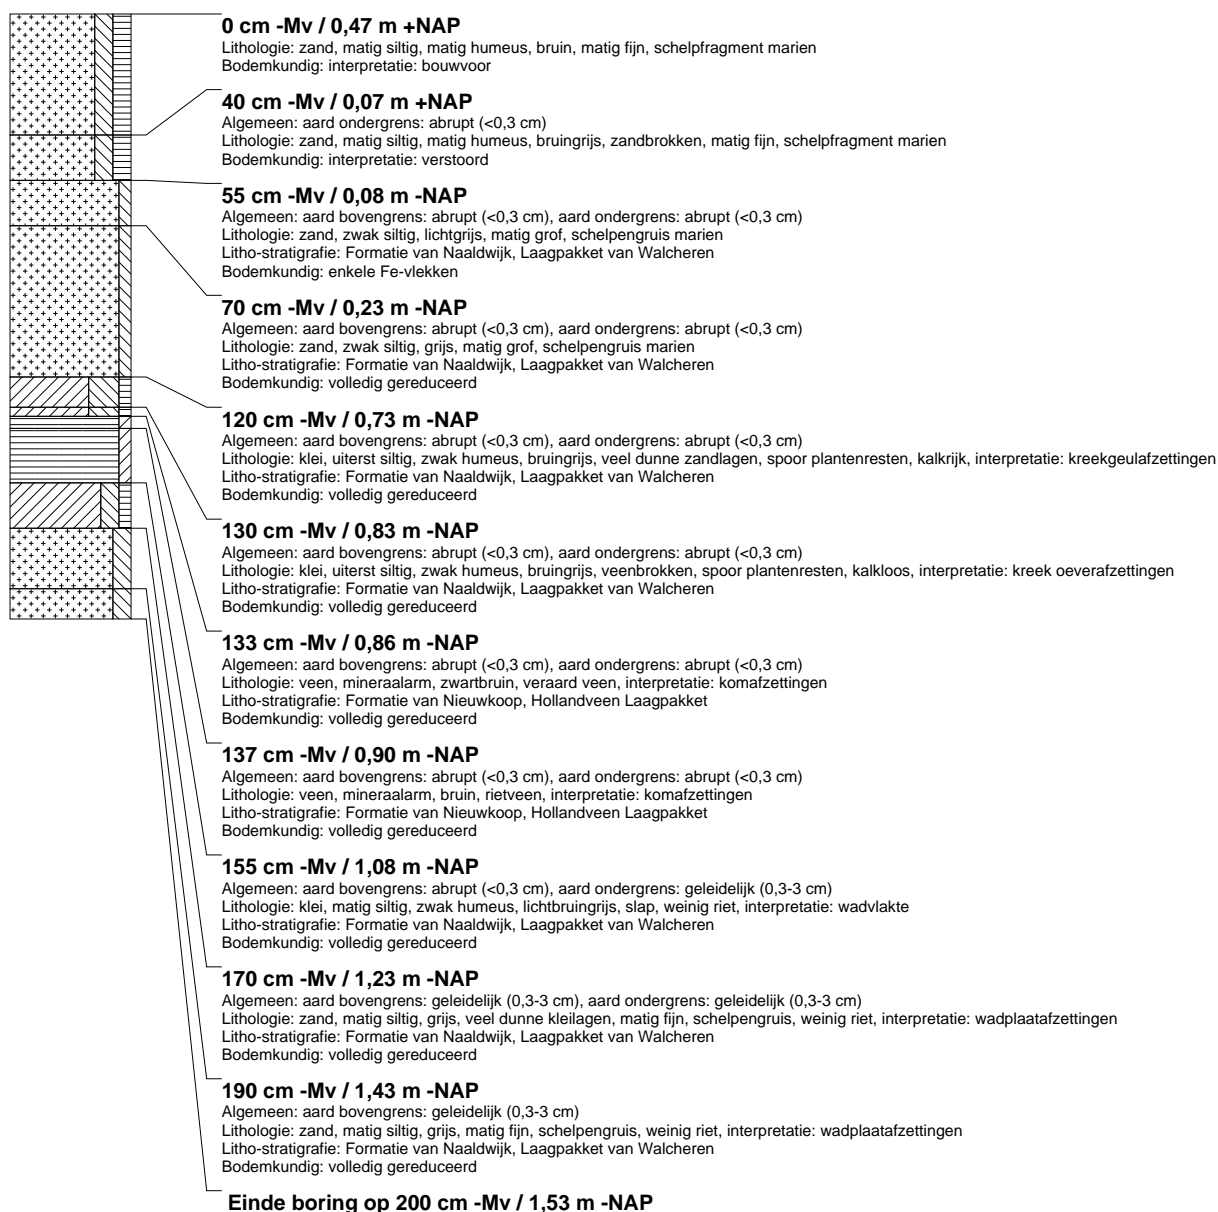 0 cm -Mv / 0,47 m +NAP
Lithologie: zand, matig siltig, matig humeus, bruin, matig fijn, schelpfragment marien
Bodemkundig: interpretatie: bouwvoor
40 cm -Mv / 0,07 m +NAP
Algemeen: aard ondergrens: abrupt (<0,3 cm)
Lithologie: zand, matig siltig, matig humeus, bruingrijs, zandbrokken, matig fijn, schelpfragment marien
Bodemkundig: interpretatie: verstoord
55 cm -Mv / 0,08 m -NAP
Algemeen: aard bovengrens: abrupt (<0,3 cm), aard ondergrens: abrupt (<0,3 cm)
Lithologie: zand, zwak siltig, lichtgrijs, matig grof, schelpengruis marien
Litho-stratigrafie: Formatie van Naaldwijk, Laagpakket van Walcheren
Bodemkundig: enkele Fe-vlekken
70 cm -Mv / 0,23 m -NAP
Algemeen: aard bovengrens: abrupt (<0,3 cm), aard ondergrens: abrupt (<0,3 cm)
Lithologie: zand, zwak siltig, grijs, matig grof, schelpengruis marien
Litho-stratigrafie: Formatie van Naaldwijk, Laagpakket van Walcheren
Bodemkundig: volledig gereduceerd
120 cm -Mv / 0,73 m -NAP
Algemeen: aard bovengrens: abrupt (<0,3 cm), aard ondergrens: abrupt (<0,3 cm)
Lithologie: klei, uiterst siltig, zwak humeus, bruingrijs, veel dunne zandlagen, spoor plantenresten, kalkrijk, interpretatie: kreekgeulafzettingen
Litho-stratigrafie: Formatie van Naaldwijk, Laagpakket van Walcheren
Bodemkundig: volledig gereduceerd
130 cm -Mv / 0,83 m -NAP
Algemeen: aard bovengrens: abrupt (<0,3 cm), aard ondergrens: abrupt (<0,3 cm)
Lithologie: klei, uiterst siltig, zwak humeus, bruingrijs, veenbrokken, spoor plantenresten, kalkloos, interpretatie: kreek oeverafzettingen
Litho-stratigrafie: Formatie van Naaldwijk, Laagpakket van Walcheren
Bodemkundig: volledig gereduceerd
133 cm -Mv / 0,86 m -NAP
Algemeen: aard bovengrens: abrupt (<0,3 cm), aard ondergrens: abrupt (<0,3 cm)
Lithologie: veen, mineraalarm, zwartbruin, veraard veen, interpretatie: komafzettingen
Litho-stratigrafie: Formatie van Nieuwkoop, Hollandveen Laagpakket
Bodemkundig: volledig gereduceerd
137 cm -Mv / 0,90 m -NAP
Algemeen: aard bovengrens: abrupt (<0,3 cm), aard ondergrens: abrupt (<0,3 cm)
Lithologie: veen, mineraalarm, bruin, rietveen, interpretatie: komafzettingen
Litho-stratigrafie: Formatie van Nieuwkoop, Hollandveen Laagpakket
Bodemkundig: volledig gereduceerd
155 cm -Mv / 1,08 m -NAP
Algemeen: aard bovengrens: abrupt (<0,3 cm), aard ondergrens: geleidelijk (0,3-3 cm)
Lithologie: klei, matig siltig, zwak humeus, lichtbruingrijs, slap, weinig riet, interpretatie: wadvlakte
Litho-stratigrafie: Formatie van Naaldwijk, Laagpakket van Walcheren
Bodemkundig: volledig gereduceerd
170 cm -Mv / 1,23 m -NAP
Algemeen: aard bovengrens: geleidelijk (0,3-3 cm), aard ondergrens: geleidelijk (0,3-3 cm)
Lithologie: zand, matig siltig, grijs, veel dunne kleilagen, matig fijn, schelpengruis, weinig riet, interpretatie: wadplaatafzettingen
Litho-stratigrafie: Formatie van Naaldwijk, Laagpakket van Walcheren
Bodemkundig: volledig gereduceerd
190 cm -Mv / 1,43 m -NAP
Algemeen: aard bovengrens: geleidelijk (0,3-3 cm)
Lithologie: zand, matig siltig, grijs, matig fijn, schelpengruis, weinig riet, interpretatie: wadplaatafzettingen
Litho-stratigrafie: Formatie van Naaldwijk, Laagpakket van Walcheren
Bodemkundig: volledig gereduceerd
Einde boring op 200 cm -Mv / 1,53 m -NAP